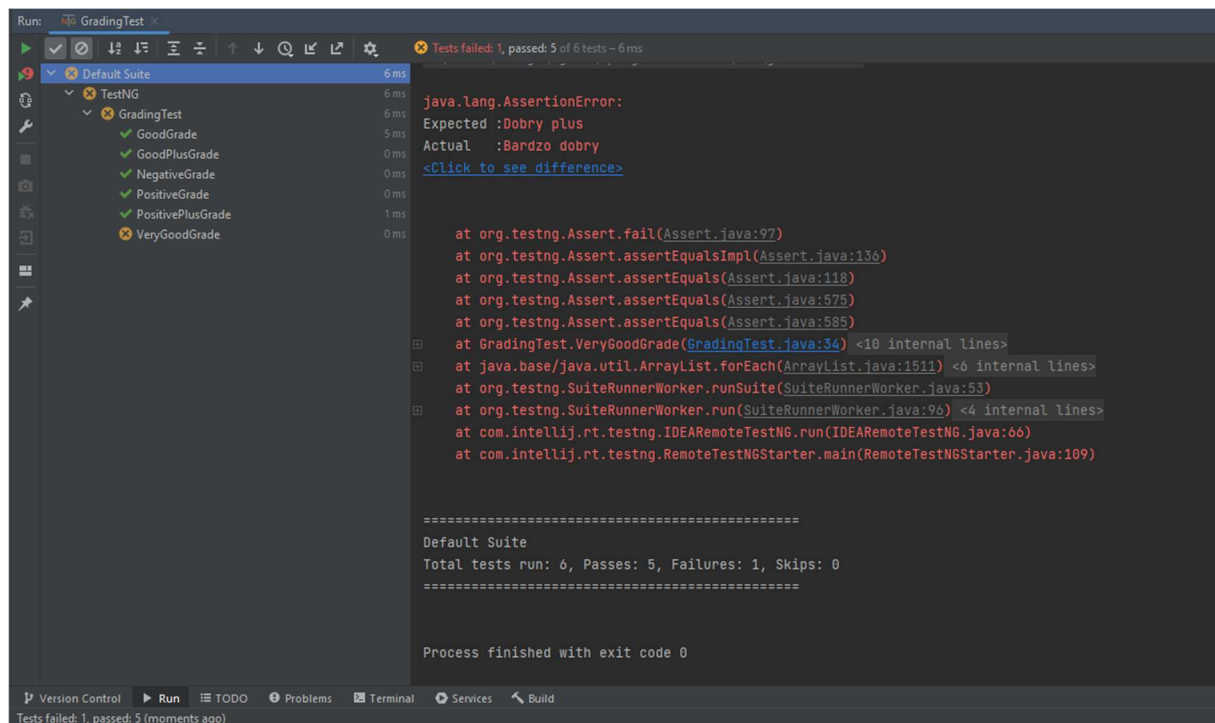 Run: GradingTest
Tests failed: 1, passed: 5 of 6 tests – 6 ms
Default Suite 6 ms
TestNG 6 ms
GradingTest 6 ms
GoodGrade 5 ms
GoodPlusGrade 0 ms
NegativeGrade 0 ms
PositiveGrade 0 ms
PositivePlusGrade 1 ms
VeryGoodGrade 0 ms
java.lang.AssertionError:
Expected :Dobry plus
Actual   :Bardzo dobry
<Click to see difference>
at org.testng.Assert.fail(Assert.java:97)
at org.testng.Assert.assertEqualsImpl(Assert.java:136)
at org.testng.Assert.assertEquals(Assert.java:118)
at org.testng.Assert.assertEquals(Assert.java:575)
at org.testng.Assert.assertEquals(Assert.java:585)
at GradingTest.VeryGoodGrade(GradingTest.java:34) <10 internal lines>
at java.base/java.util.ArrayList.forEach(ArrayList.java:1511) <6 internal lines>
at org.testng.SuiteRunnerWorker.runSuite(SuiteRunnerWorker.java:53)
at org.testng.SuiteRunnerWorker.run(SuiteRunnerWorker.java:96) <4 internal lines>
at com.intellij.rt.testng.IDEARemoteTestNG.run(IDEARemoteTestNG.java:66)
at com.intellij.rt.testng.RemoteTestNGStarter.main(RemoteTestNGStarter.java:109)
===============================================
Default Suite
Total tests run: 6, Passes: 5, Failures: 1, Skips: 0
===============================================
Process finished with exit code 0
Version Control Run TODO Problems Terminal Services Build
Tests failed: 1, passed: 5 (moments ago)